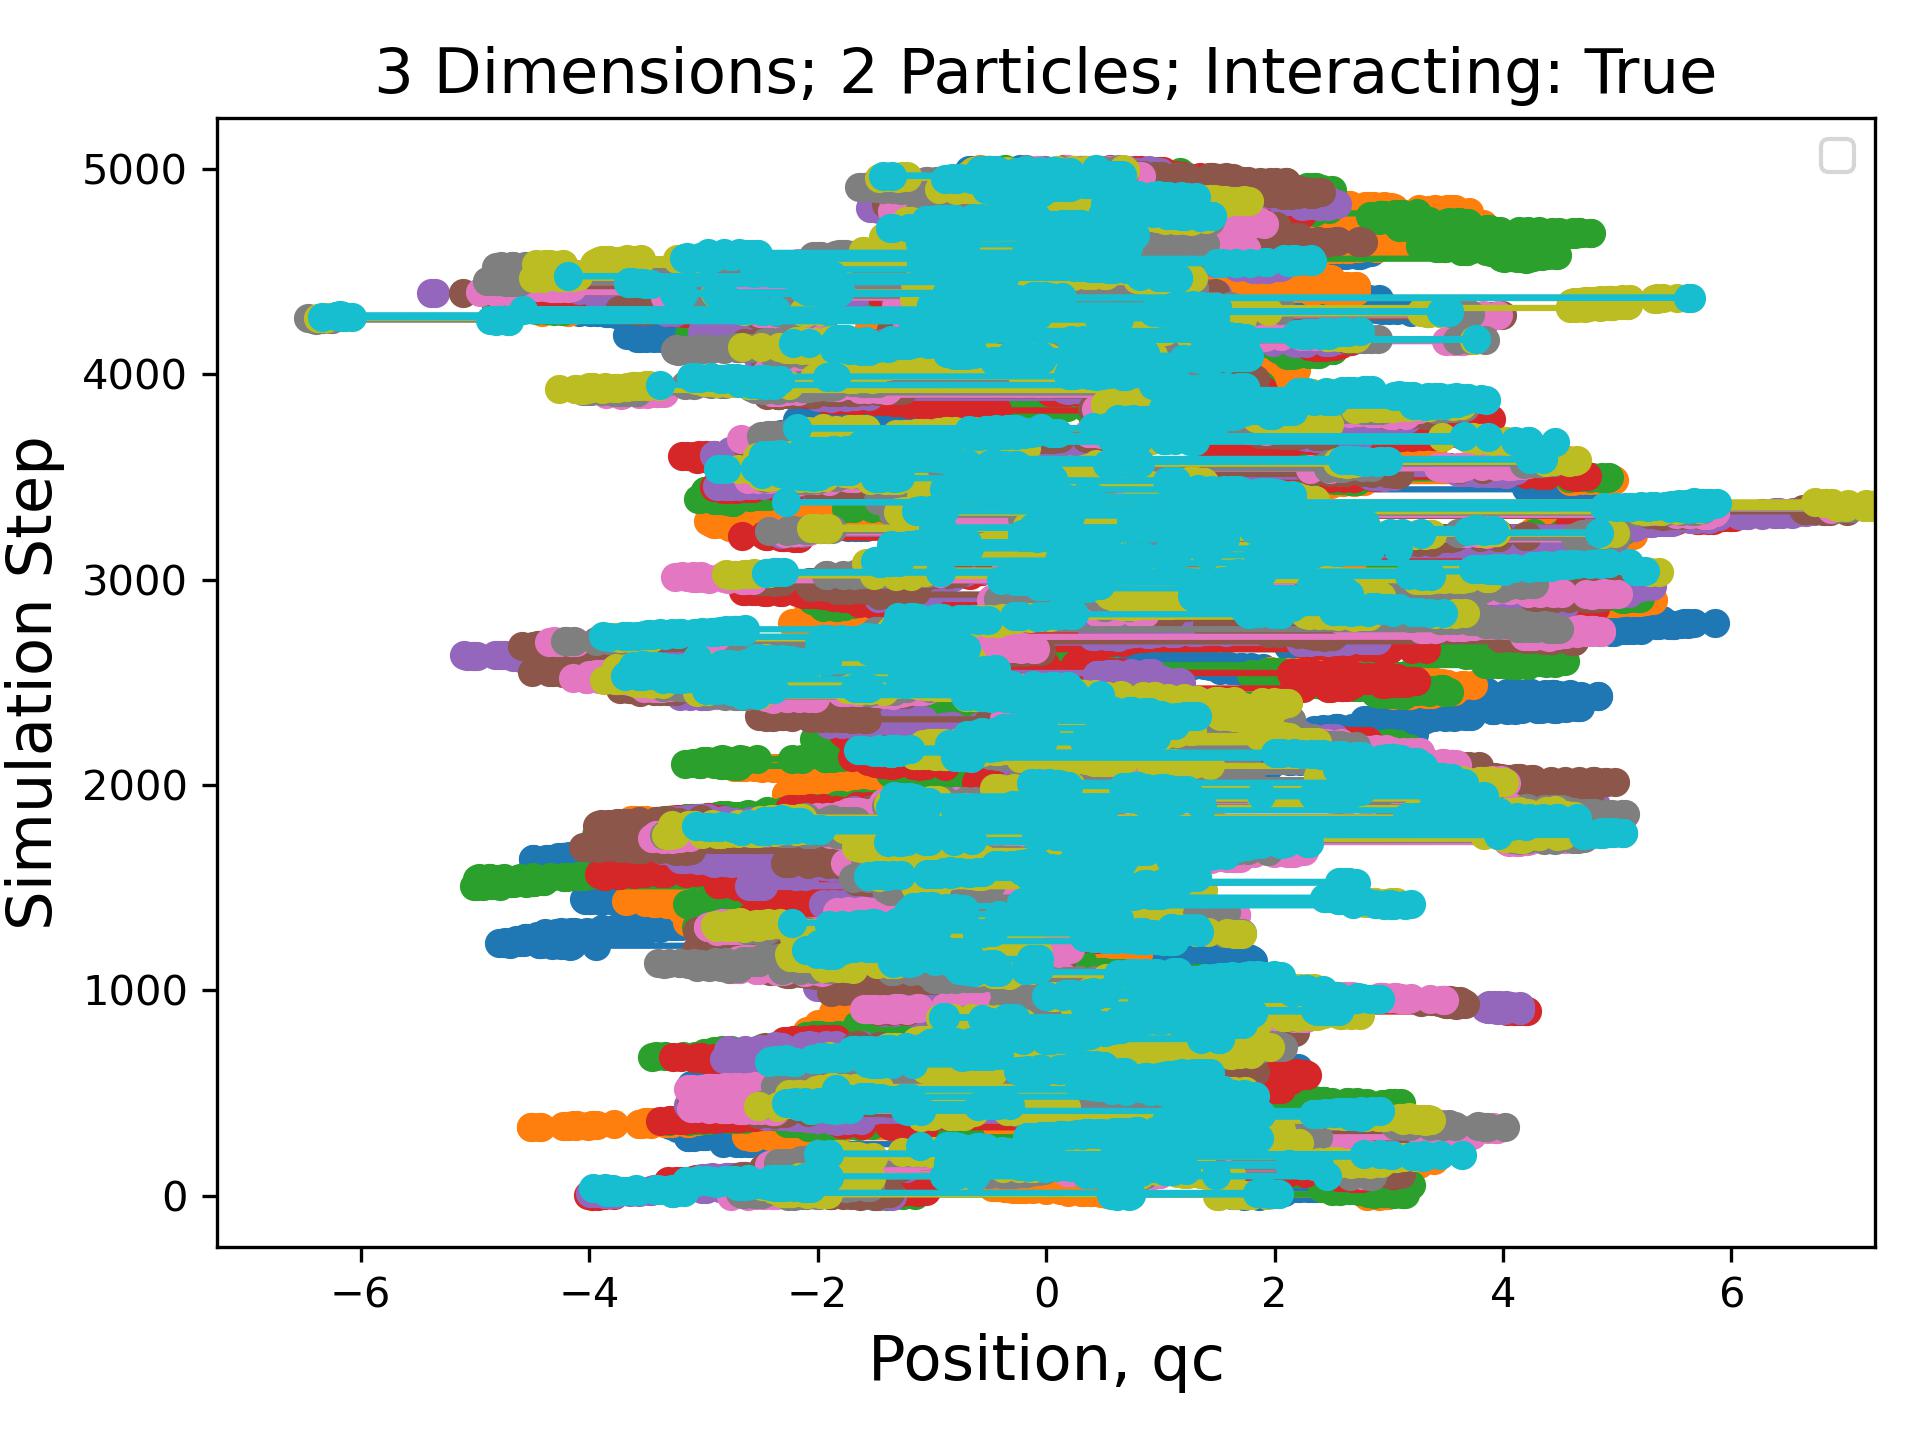 3 Dimensions; 2 Particles; Interacting: True
5000
4000
3000
2000
1000
0
Simulation Step
−6 −4 −2 0 2 4 6
Position, qc